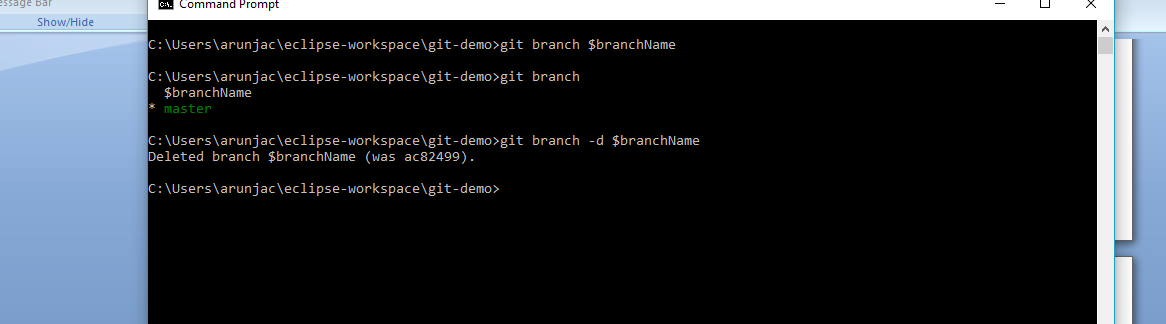 essage Bar
Show/Hide
C:\. Command Prompt
C:\Users\arunjac\eclipse-workspace\git-demo>git branch $branchName
C:\Users\arunjac\eclipse-workspace\git-demo>git branch
$branchName
* master
C:\Users\arunjac\eclipse-workspace\git-demo>git branch -d $branchName
Deleted branch $branchName (was ac82499).
C:\Users\arunjac\eclipse-workspace\git-demo>